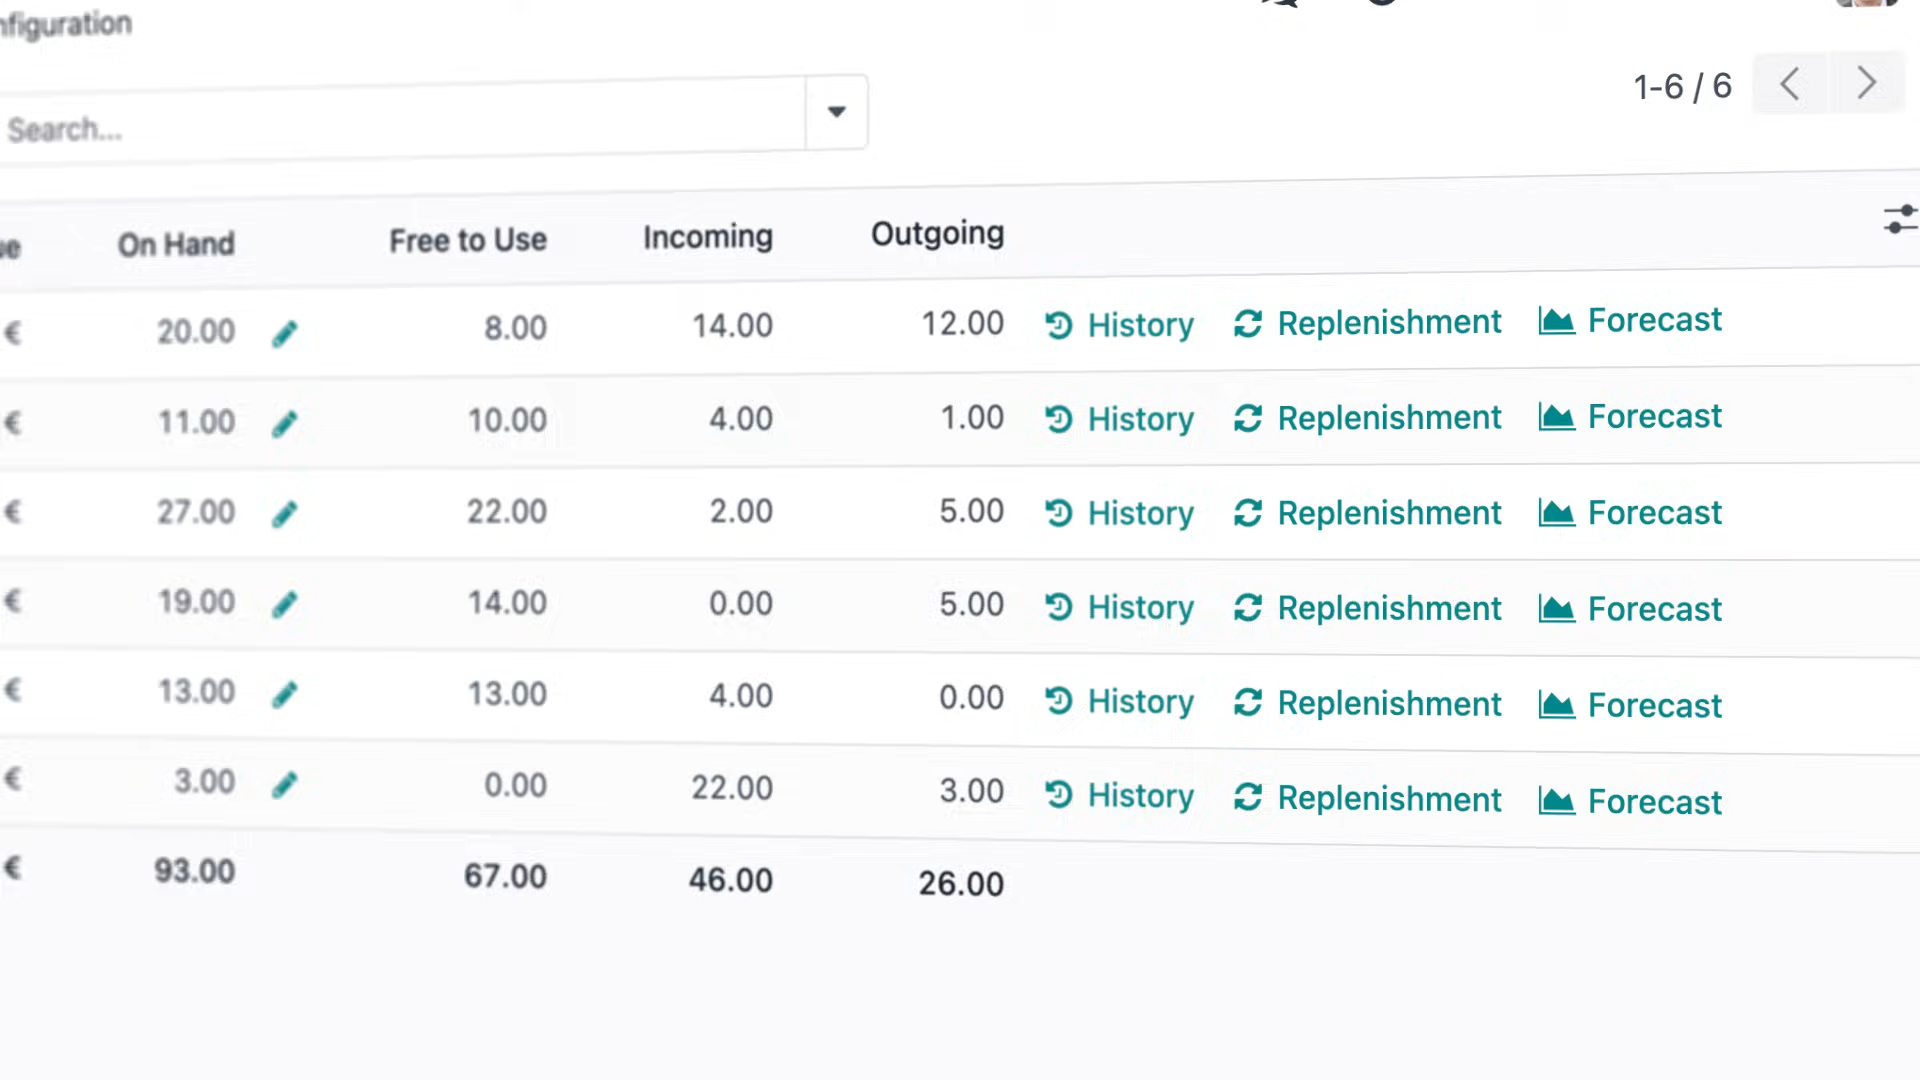 nfiguration
1-6 / 6
Search...
ue On Hand Free to Use Incoming Outgoing
€ 20.00 8.00 14.00 12.00 History Replenishment Forecast
€ 11.00 10.00 4.00 1.00 History Replenishment Forecast
€ 27.00 22.00 2.00 5.00 History Replenishment Forecast
€ 19.00 14.00 0.00 5.00 History Replenishment Forecast
€ 13.00 13.00 4.00 0.00 History Replenishment Forecast
€ 3.00 0.00 22.00 3.00 History Replenishment Forecast
€ 93.00 67.00 46.00 26.00